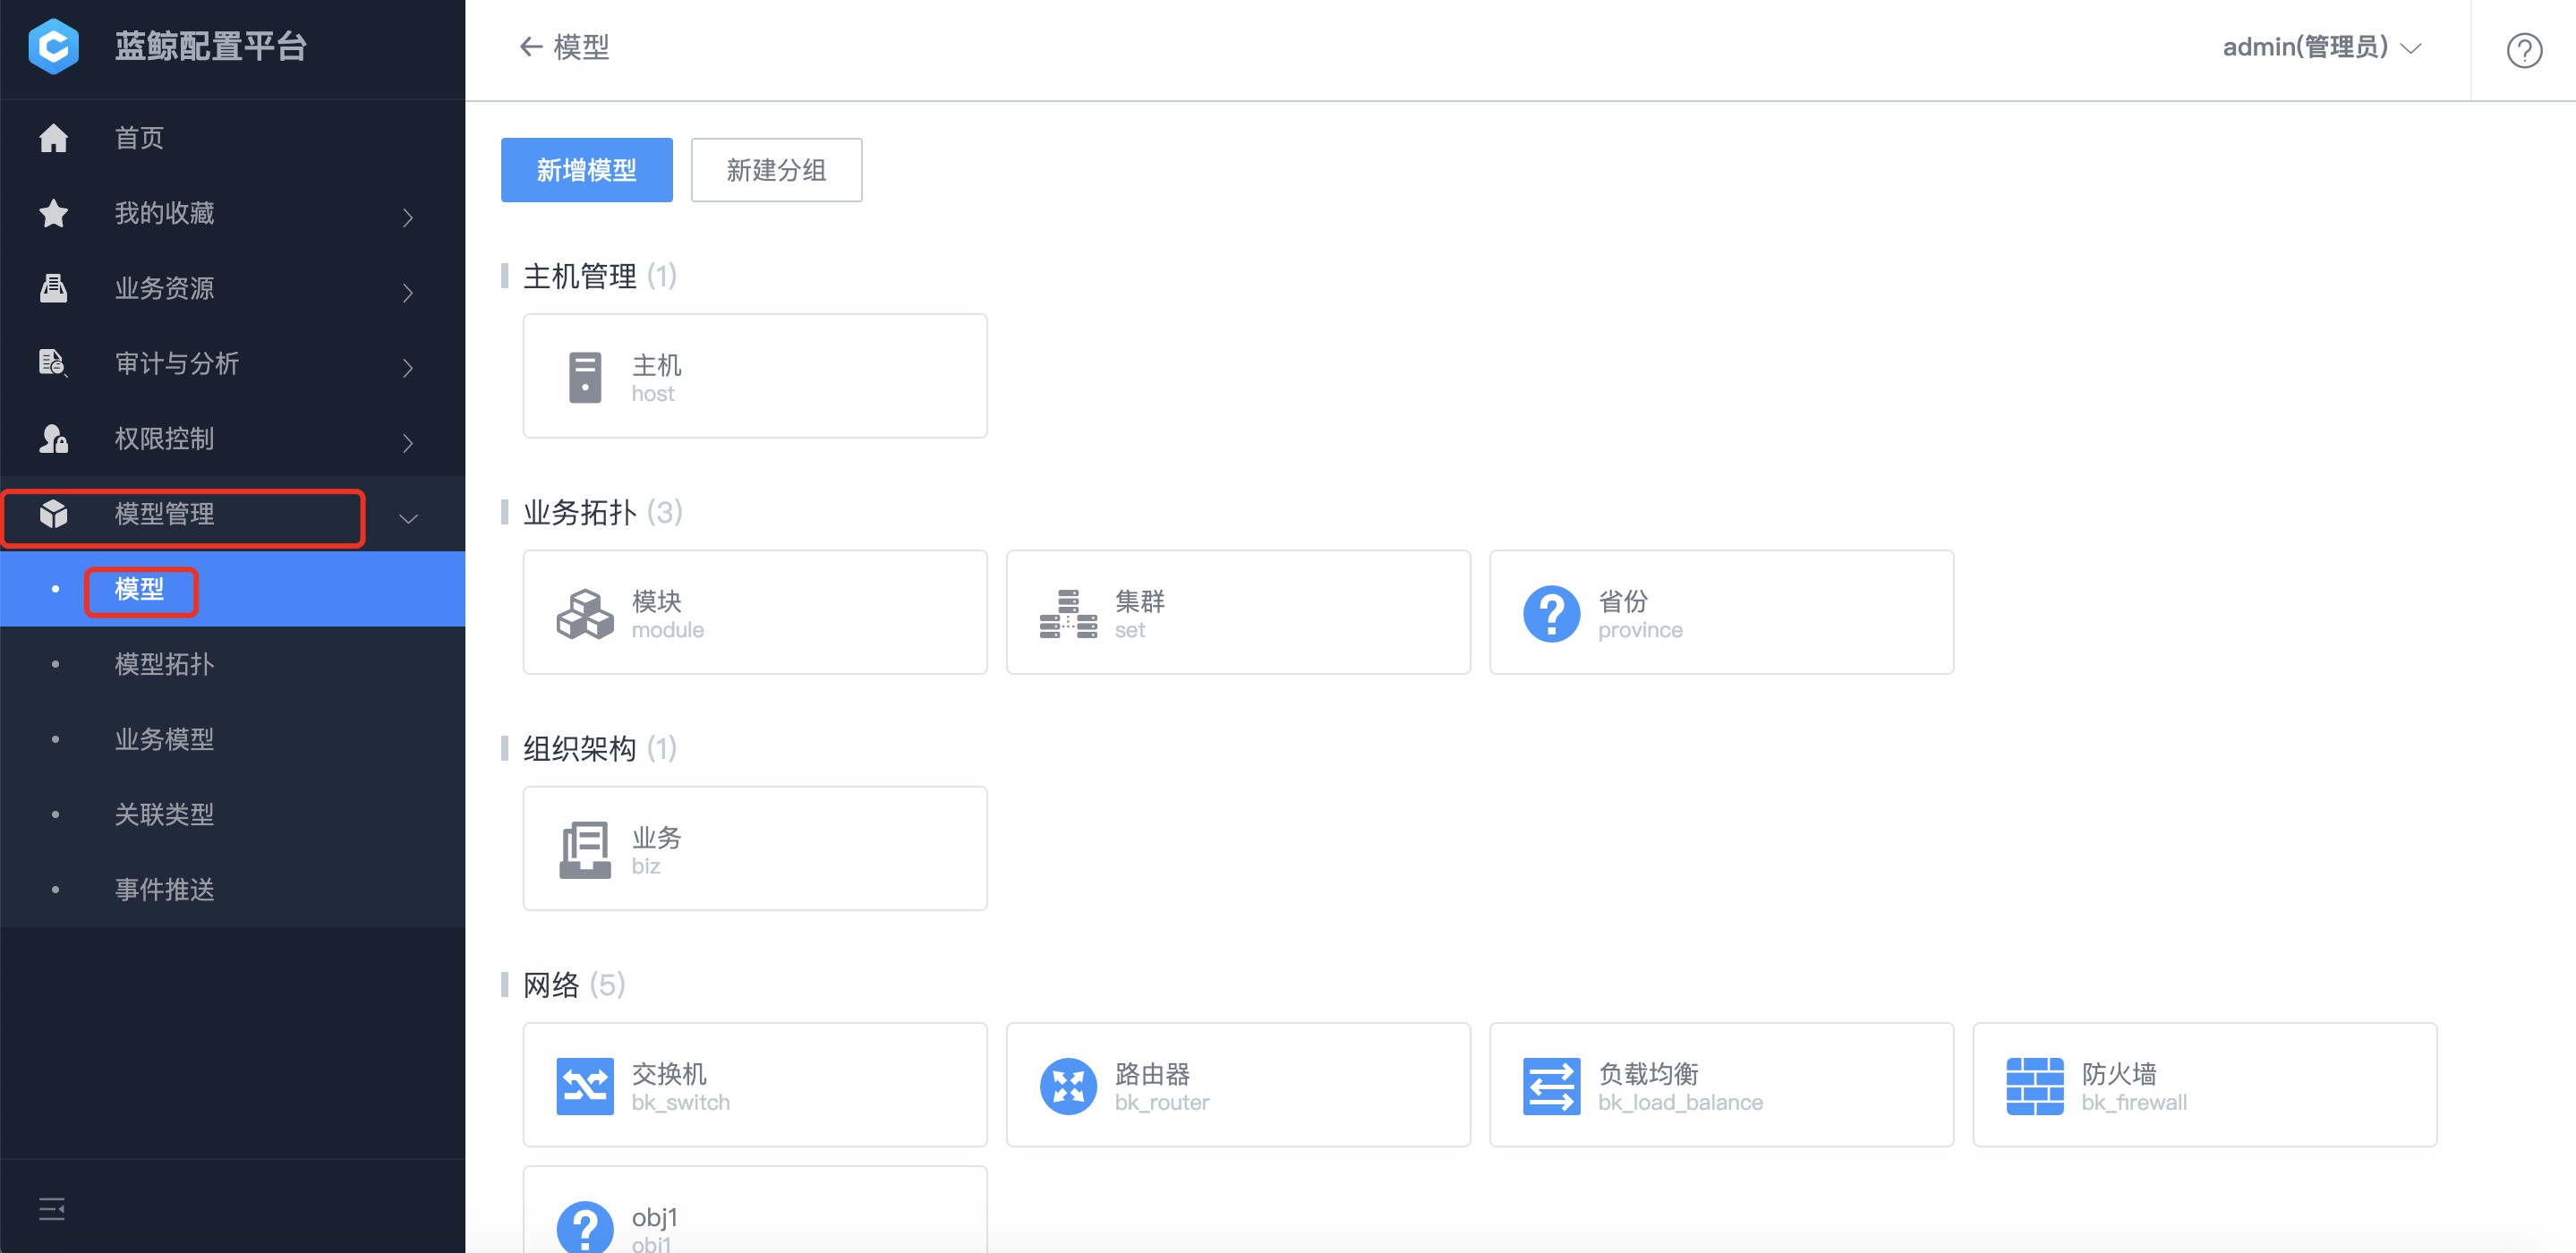 蓝鲸配置平台
首页
我的收藏
业务资源
审计与分析
权限控制
模型管理
模型
模型拓扑
业务模型
关联类型
事件推送
模型
admin(管理员)
新增模型
新建分组
主机管理 (1)
主机
host
业务拓扑 (3)
模块
module
集群
set
省份
province
组织架构 (1)
业务
biz
网络 (5)
交换机
bk_switch
路由器
bk_router
负载均衡
bk_load_balance
防火墙
bk_firewall
obj1
obj1